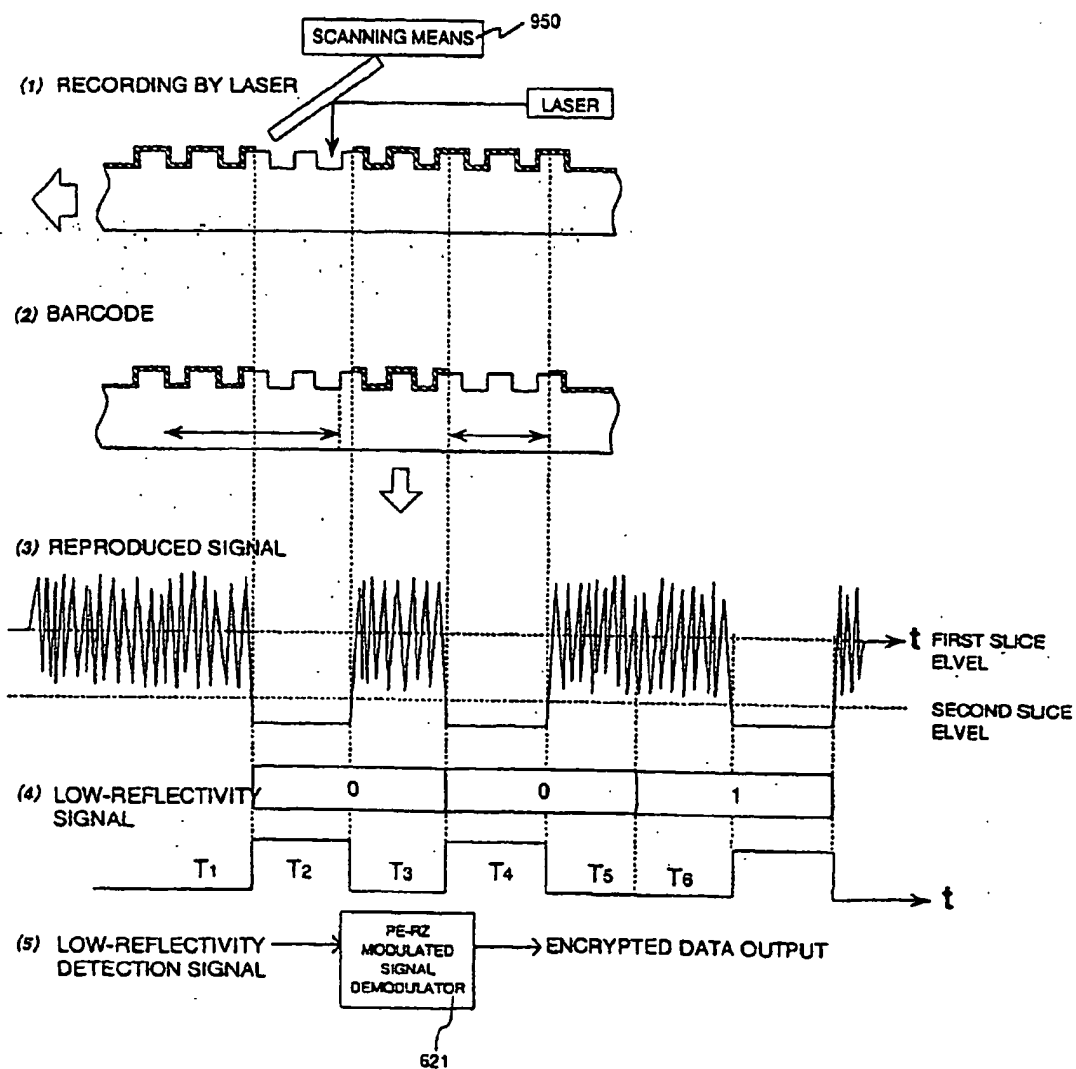 SCANNING MEANS
950
(1) RECORDING BY LASER
LASER
(2) BARCODE
(3) REPRODUCED SIGNAL
t FIRST SLICE
ELVEL
SECOND SLICE
ELVEL
(4) LOW-REFLECTIVITY
SIGNAL
0 0 1
T1 T2 T3 T4 T5 T6
t
(5) LOW-REFLECTIVITY
DETECTION SIGNAL
PE-RZ
MODULATED
SIGNAL
DEMODULATOR
ENCRYPTED DATA OUTPUT
621